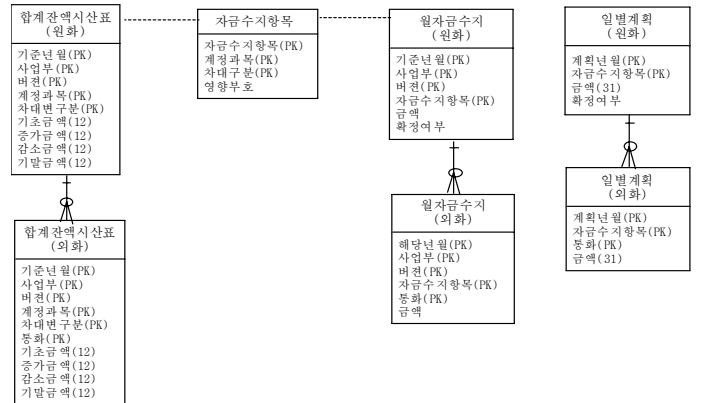 합계잔액시산표
(원화)
기준년월(PK)
사업부(PK)
버젼(PK)
계정과목(PK)
차대변구분(PK)
기초금액(12)
증가금액(12)
감소금액(12)
기말금액(12)
자금수지항목
자금수지항목(PK)
계정과목(PK)
차대구분(PK)
영향부호
월자금수지
(원화)
기준년월(PK)
사업부(PK)
버젼(PK)
자금수지항목(PK)
금액
확정여부
일별계획
(원화)
계획년월(PK)
자금수지항목(PK)
금액(31)
확정여부
합계잔액시산표
(외화)
기준년월(PK)
사업부(PK)
버젼(PK)
계정과목(PK)
차대변구분(PK)
통화(PK)
기초금액(12)
증가금액(12)
감소금액(12)
기말금액(12)
월자금수지
(외화)
해당년월(PK)
사업부(PK)
버젼(PK)
자금수지항목(PK)
통화(PK)
금액
일별계획
(외화)
계획년월(PK)
자금수지항목(PK)
통화(PK)
금액(31)